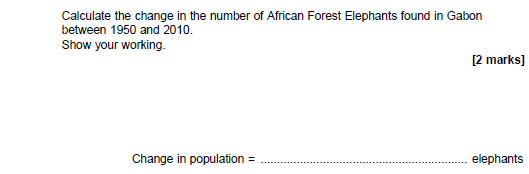 Calculate the change in the number of African Forest Elephants found in Gabon
between 1950 and 2010.
Show your working.
[2 marks]
Change in population = ........................................................................ elephants